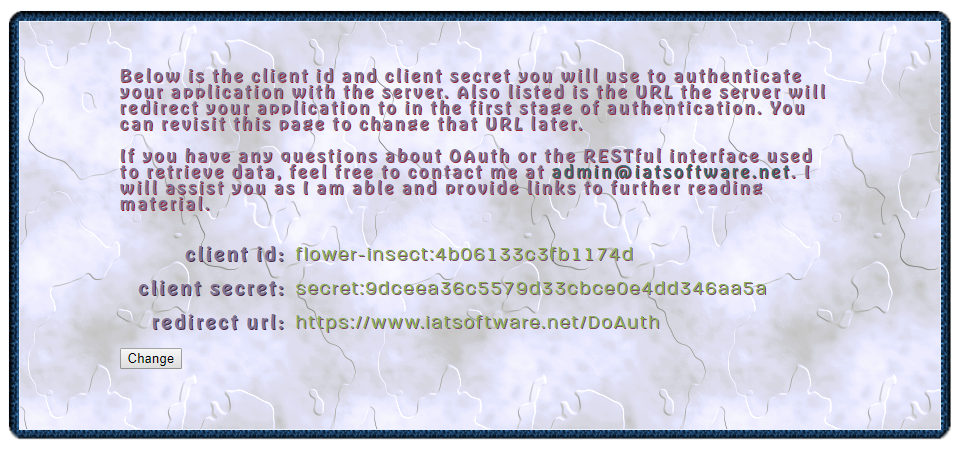 Below is the client id and client secret you will use to authenticate
your application with the server. Also listed is the URL the server will
redirect your application to in the first stage of authentication. You
can revisit this page to change that URL later.
If you have any questions about OAuth or the RESTful interface used
to retrieve data, feel free to contact me at admin@iatsoftware.net. I
will assist you as I am able and provide links to further reading
material.
client id: flower-insect:4b06133c3fb1174d
client secret: secret:9dceea36c5579d33cbce0e4dd346aa5a
redirect url: https://www.iatsoftware.net/DoAuth
Change